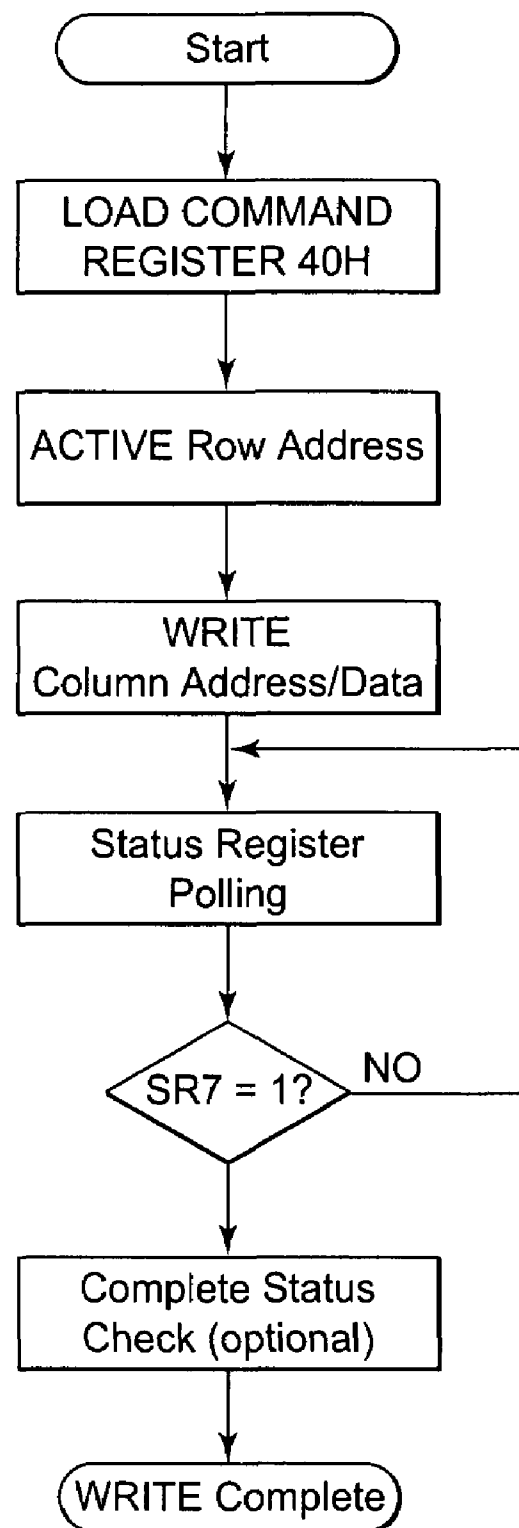 Start
LOAD COMMAND
REGISTER 40H
ACTIVE Row Address
WRITE
Column Address/Data
Status Register
Polling
SR7 = 1?
NO
Complete Status
Check (optional)
WRITE Complete